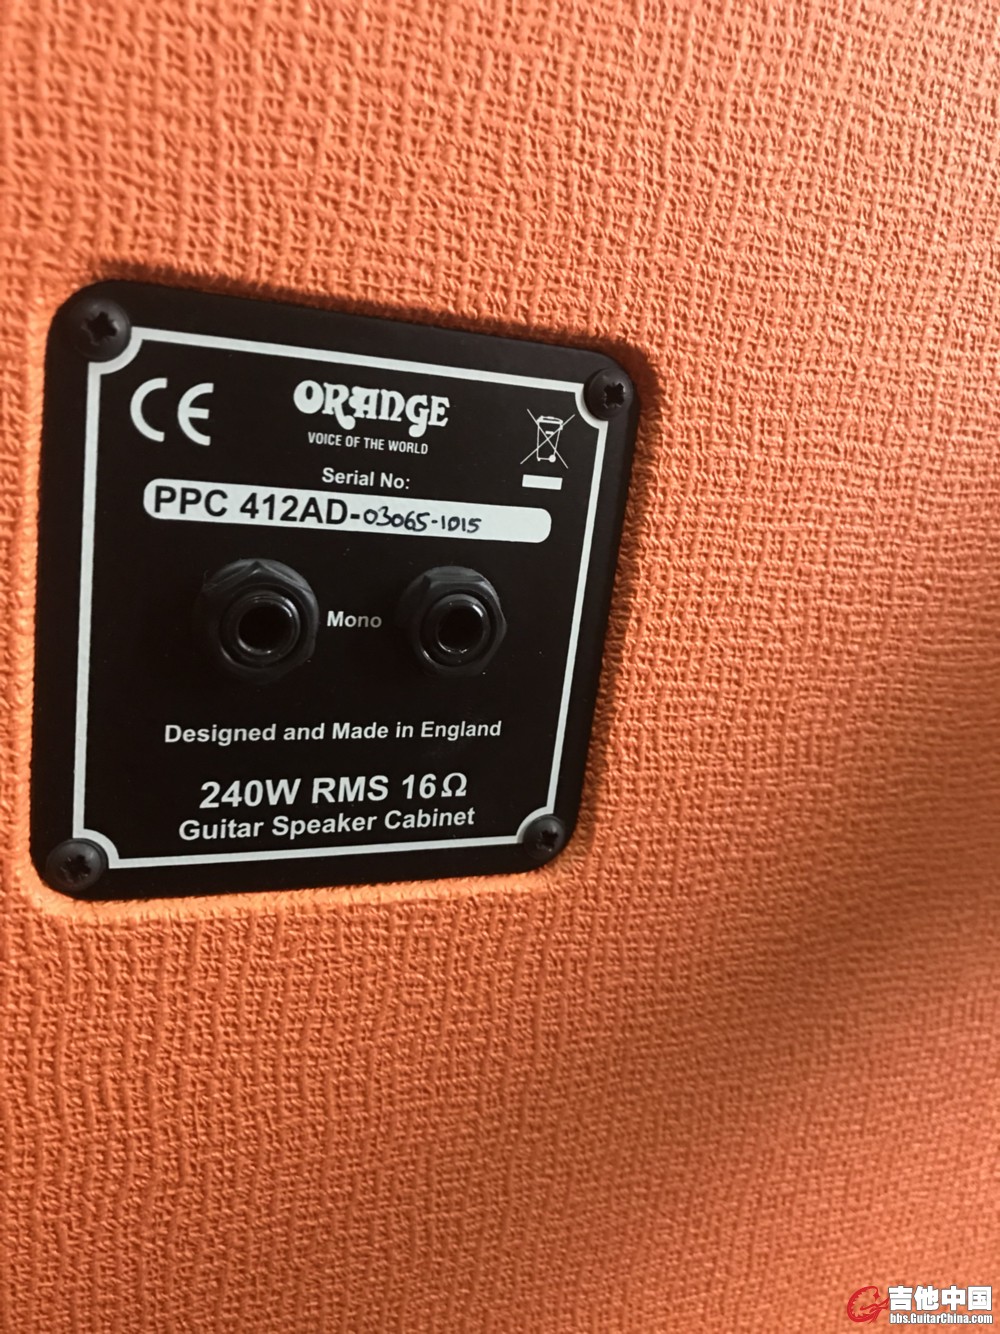 CE
ORANGE
VOICE OF THE WORLD
Serial No:
PPC 412AD-03065-1015
Mono
Designed and Made in England
240W RMS 16Ω
Guitar Speaker Cabinet
吉他中国
bbs.GuitarChina.com